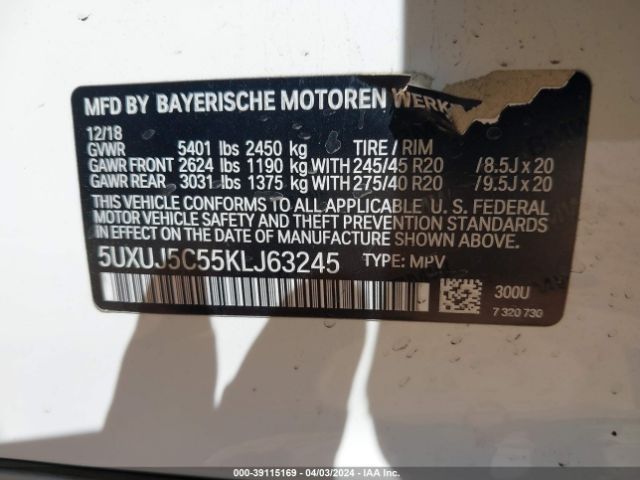 MFD BY BAYERISCHE MOTOREN WERKE
12/18
GVWR 5401 lbs 2450 kg TIRE / RIM
GAWR FRONT 2624 lbs 1190 kg WITH 245/45 R20 / 8.5J x 20
GAWR REAR 3031 lbs 1375 kg WITH 275/40 R20 / 9.5J x 20
THIS VEHICLE CONFORMS TO ALL APPLICABLE U. S. FEDERAL
MOTOR VEHICLE SAFETY AND THEFT PREVENTION STANDARDS
IN EFFECT ON THE DATE OF MANUFACTURE SHOWN ABOVE.
5UXUJ5C55KLJ63245 TYPE: MPV
300U
7 320 730
000-39115169 - 04/03/2024 - IAA Inc.